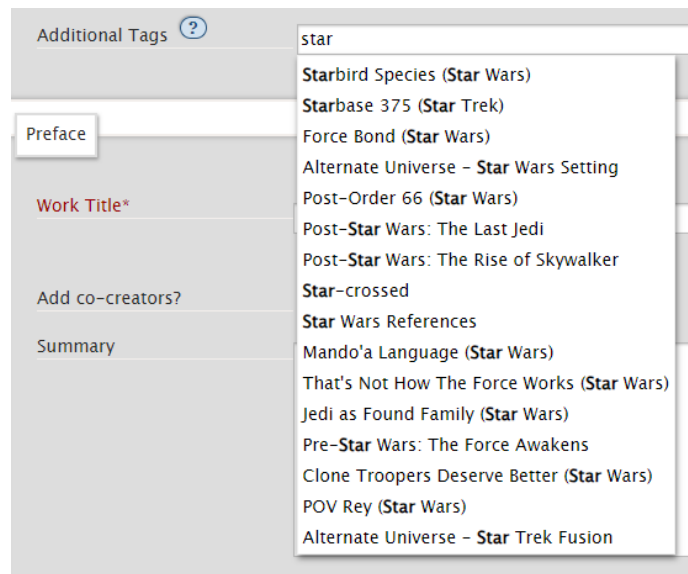 Additional Tags ?
star
Starbird Species (Star Wars)
Starbase 375 (Star Trek)
Force Bond (Star Wars)
Alternate Universe – Star Wars Setting
Post-Order 66 (Star Wars)
Post-Star Wars: The Last Jedi
Post-Star Wars: The Rise of Skywalker
Star-crossed
Star Wars References
Mando'a Language (Star Wars)
That's Not How The Force Works (Star Wars)
Jedi as Found Family (Star Wars)
Pre-Star Wars: The Force Awakens
Clone Troopers Deserve Better (Star Wars)
POV Rey (Star Wars)
Alternate Universe – Star Trek Fusion
Preface
Work Title*
Add co-creators?
Summary